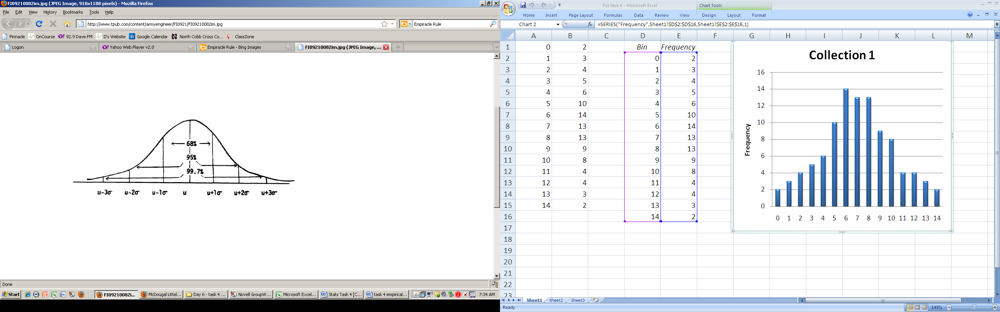 FI09210082im.jpg (JPEG Image, 918x1188 pixels) - Mozilla Firefox
File Edit View History Bookmarks Tools Help
http://www.tpub.com/content/armyengineer/FI0921/FI09210082im.jpg Empiracle Rule
Pinnacle OnCourse 92.9 Dave FM D's Website 31 Google Calendar North Cobb Cross Co... ClassZone
Logon Yahoo Web Player v2.0 Empiracle Rule - Bing Images FI09210082im.jpg (JPEG Image, ...
68%
95%
99.7%
u-3σ u-2σ u-1σ u u+1σ u+2σ u+3σ
Done
Start FI09210082i... McDougal Littel... Day 6 - task 4 ... Novell GroupW... Microsoft Excel... Stats Task 4 [C... task 4 empirical... 7:34 AM
For task 4 - Microsoft Excel Chart Tools
Home Insert Page Layout Formulas Data Review View Design Layout Format
Chart 2 fx =SERIES("Frequency",Sheet1!$D$2:$D$16,Sheet1!$E$2:$E$16,1)
A B C D E F G H I J K L M
1 0 2 Bin Frequency
2 1 3 0 2
3 2 4 1 3
4 3 5 2 4
5 4 6 3 5
6 5 10 4 6
7 6 14 5 10
8 7 13 6 14
9 8 13 7 13
10 9 9 8 13
11 10 8 9 9
12 11 4 10 8
13 12 4 11 4
14 13 3 12 4
15 14 2 13 3
16 14 2
17
18
19
20
21
22
23
Collection 1
Frequency
16
14
12
10
8
6
4
2
0
0 1 2 3 4 5 6 7 8 9 10 11 12 13 14
Sheet1 Sheet2 Sheet3
Ready 145%